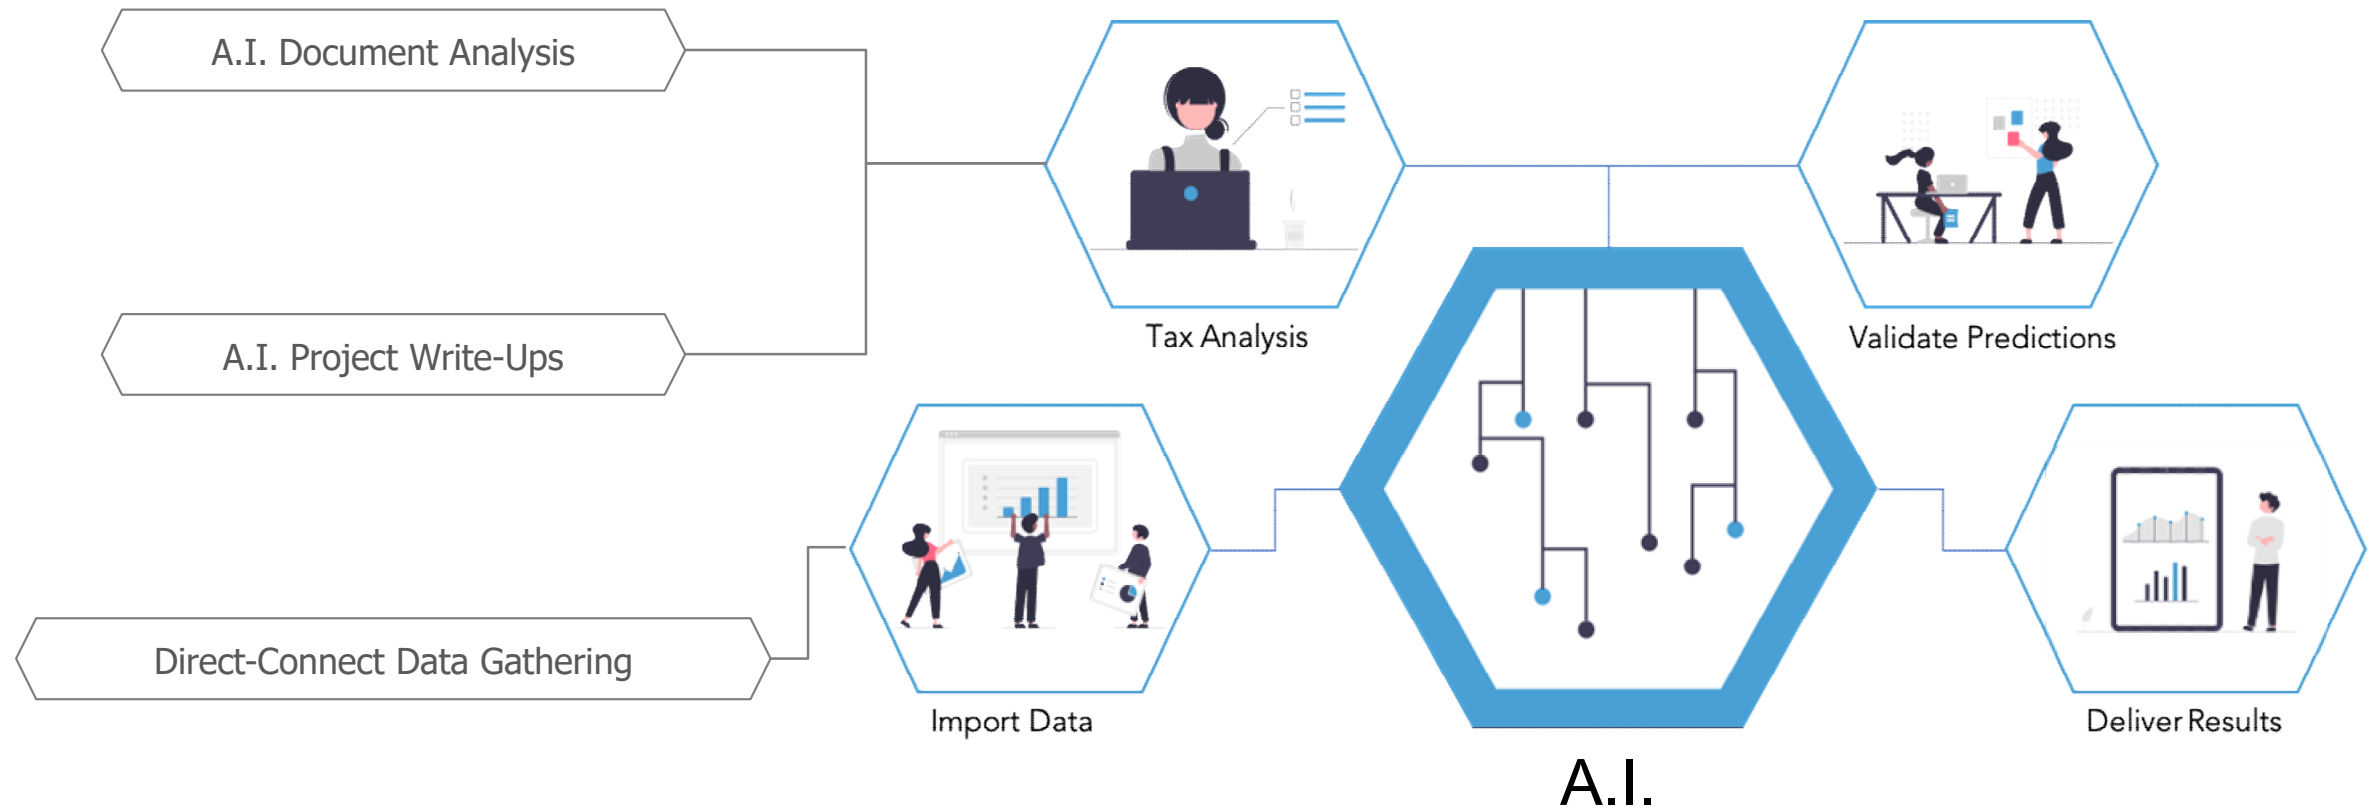 A.I. Document Analysis
A.I. Project Write-Ups
Tax Analysis
Validate Predictions
Direct-Connect Data Gathering
Import Data
Deliver Results
A.I.